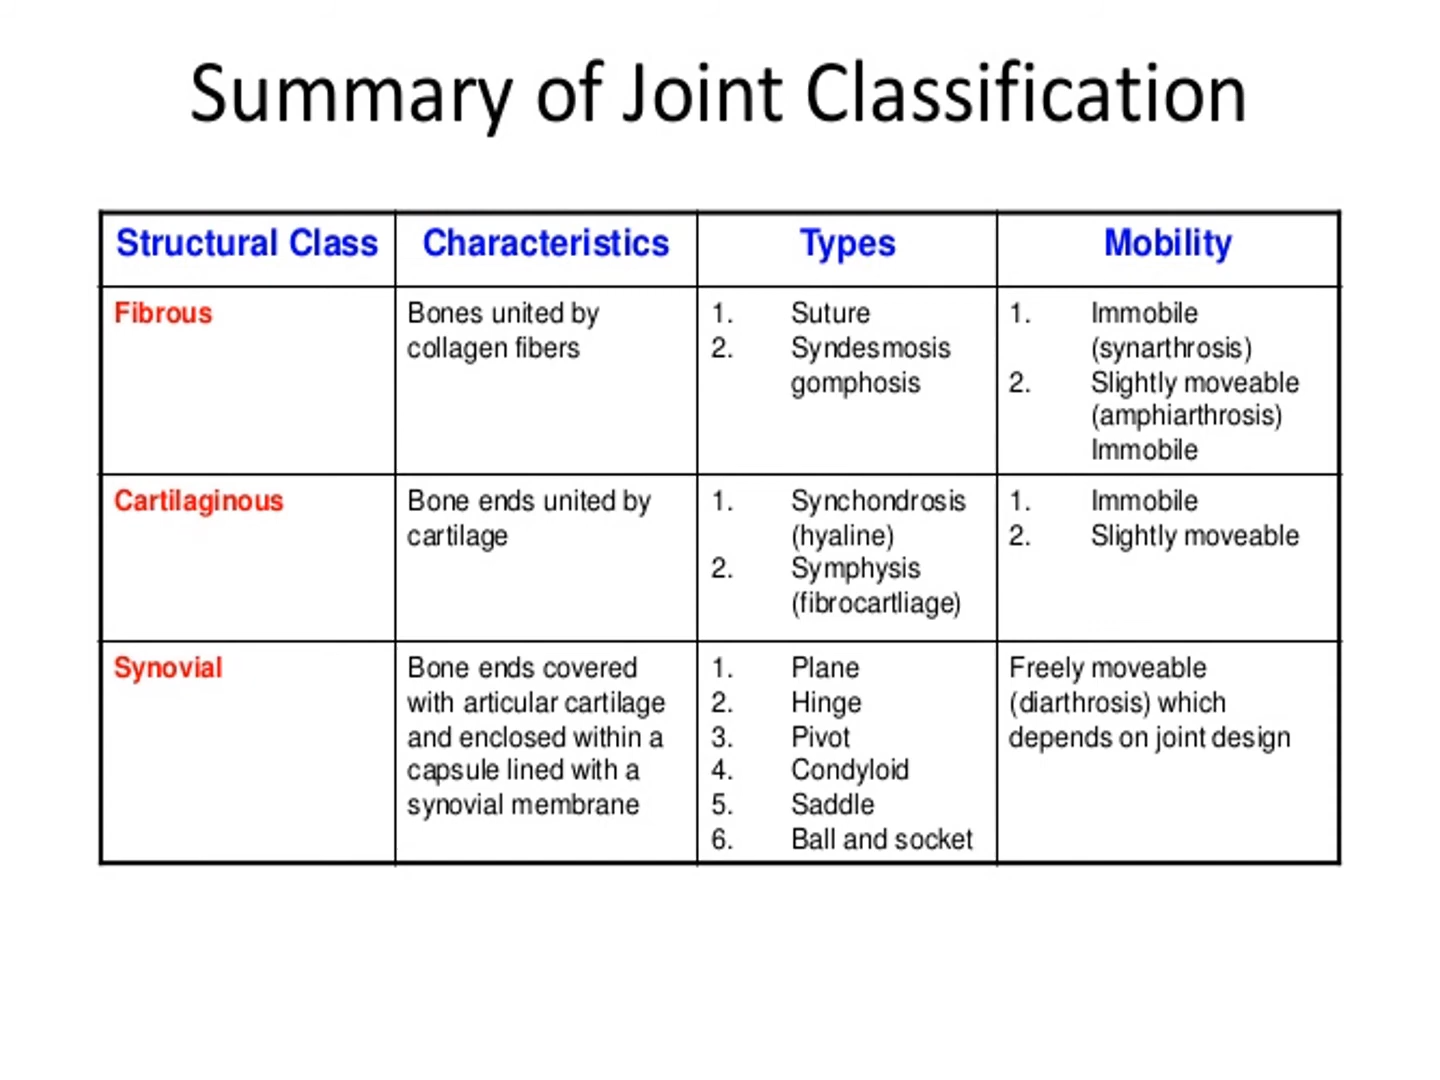 Summary of Joint Classification
Structural Class
Characteristics
Types
Mobility
Fibrous
Bones united by
collagen fibers
1. Suture
2. Syndesmosis
gomphosis
1. Immobile
(synarthrosis)
2. Slightly moveable
(amphiarthrosis)
Immobile
Cartilaginous
Bone ends united by
cartilage
1. Synchondrosis
(hyaline)
2. Symphysis
(fibrocartliage)
1. Immobile
2. Slightly moveable
Synovial
Bone ends covered
with articular cartilage
and enclosed within a
capsule lined with a
synovial membrane
1. Plane
2. Hinge
3. Pivot
4. Condyloid
5. Saddle
6. Ball and socket
Freely moveable
(diarthrosis) which
depends on joint design